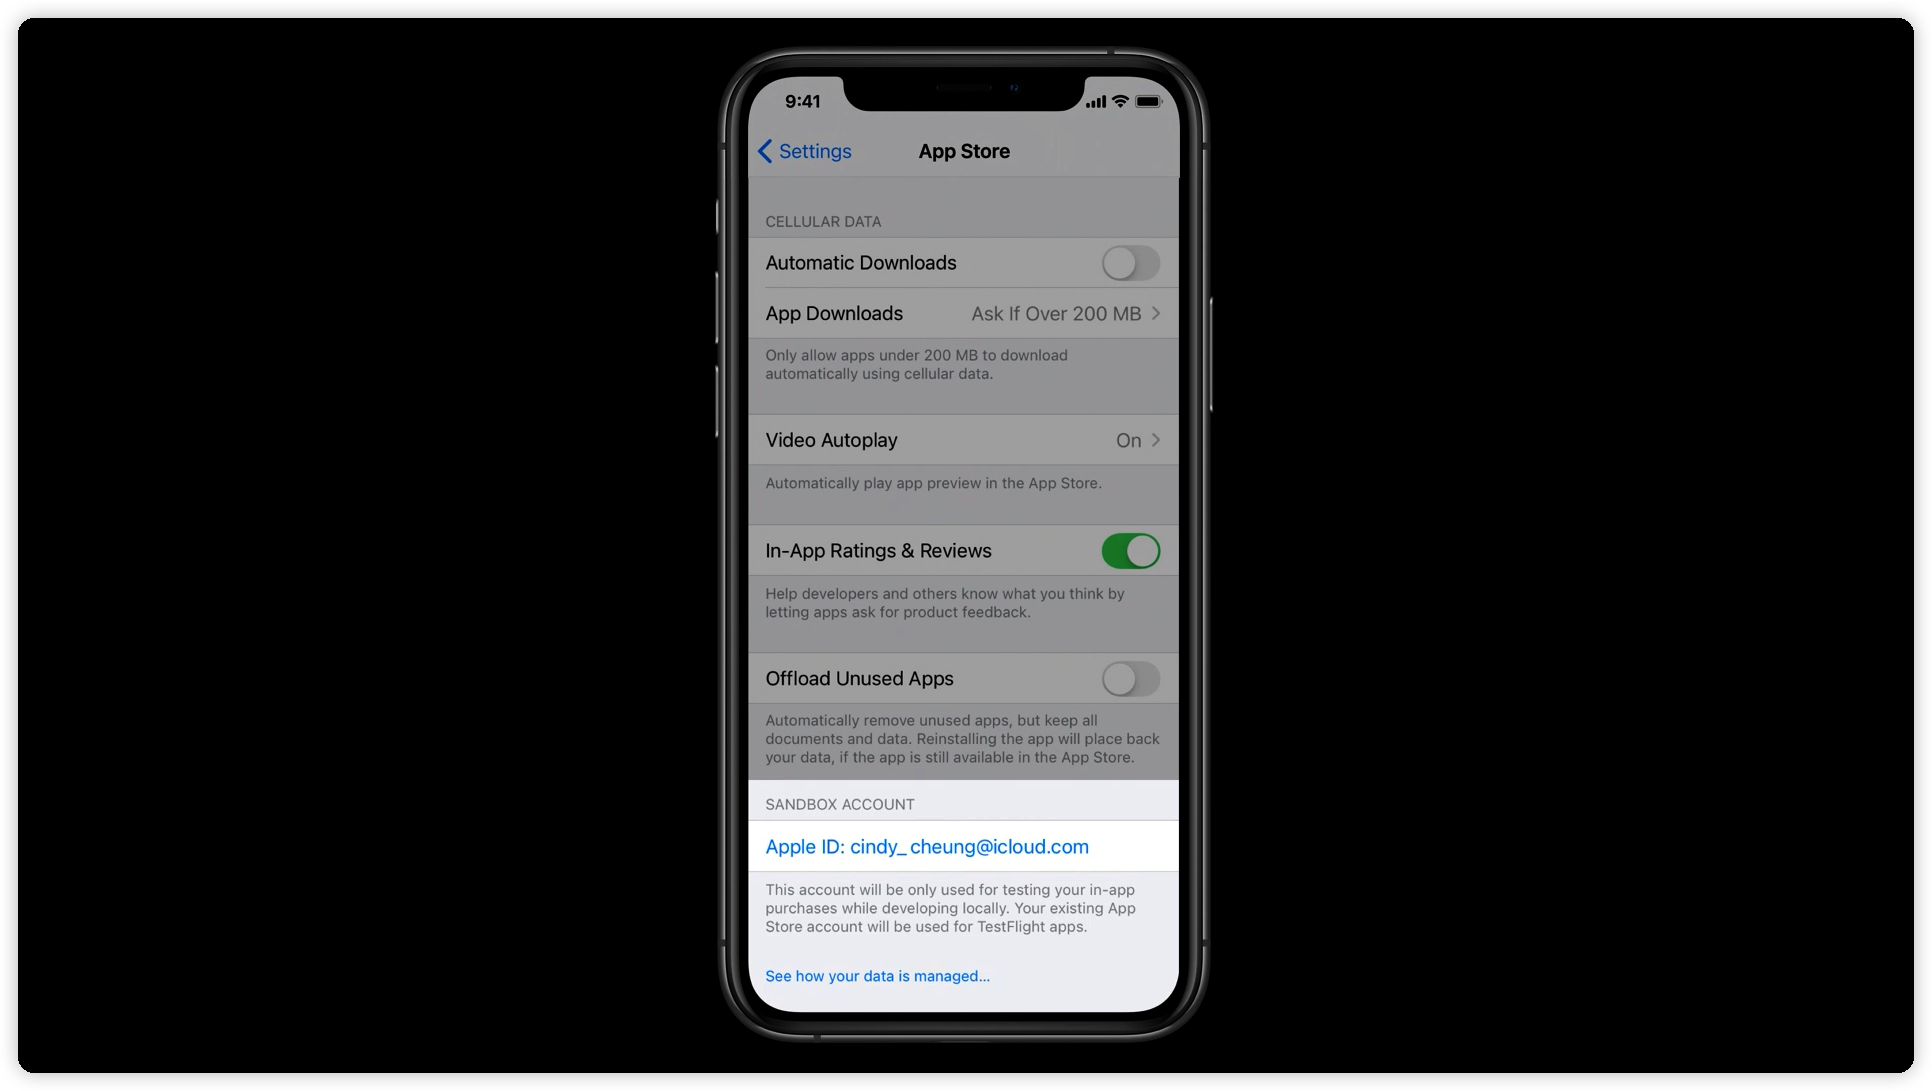 9:41
Settings
App Store
CELLULAR DATA
Automatic Downloads
App Downloads Ask If Over 200 MB
Only allow apps under 200 MB to download
automatically using cellular data.
Video Autoplay On
Automatically play app preview in the App Store.
In-App Ratings & Reviews
Help developers and others know what you think by
letting apps ask for product feedback.
Offload Unused Apps
Automatically remove unused apps, but keep all
documents and data. Reinstalling the app will place back
your data, if the app is still available in the App Store.
SANDBOX ACCOUNT
Apple ID: cindy_cheung@icloud.com
This account will be only used for testing your in-app
purchases while developing locally. Your existing App
Store account will be used for TestFlight apps.
See how your data is managed...